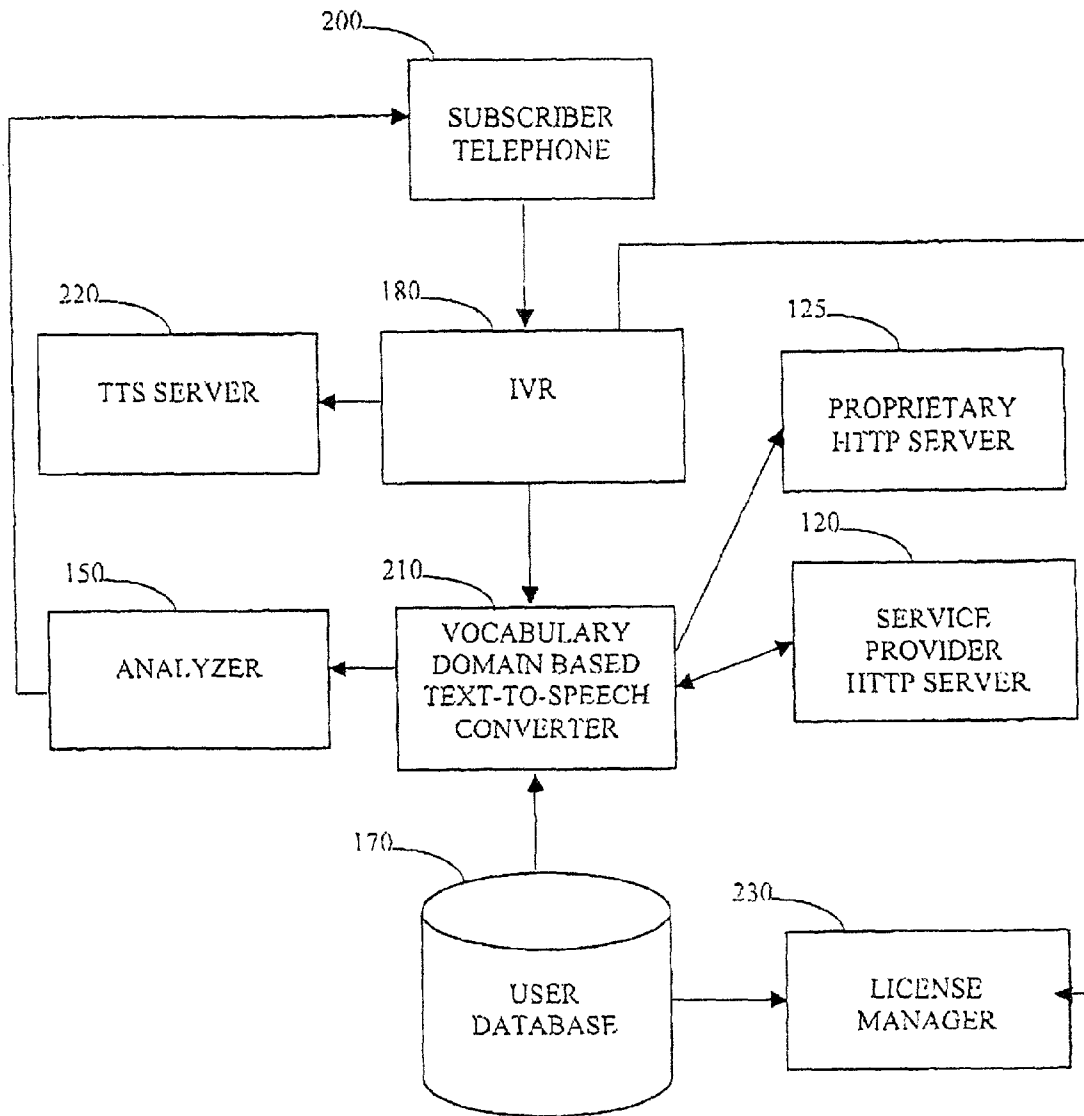 200
SUBSCRIBER
TELEPHONE
220
TTS SERVER
180
IVR
125
PROPRIETARY
HTTP SERVER
120
SERVICE
PROVIDER
HTTP SERVER
150
ANALYZER
210
VOCABULARY
DOMAIN BASED
TEXT-TO-SPEECH
CONVERTER
170
USER
DATABASE
230
LICENSE
MANAGER